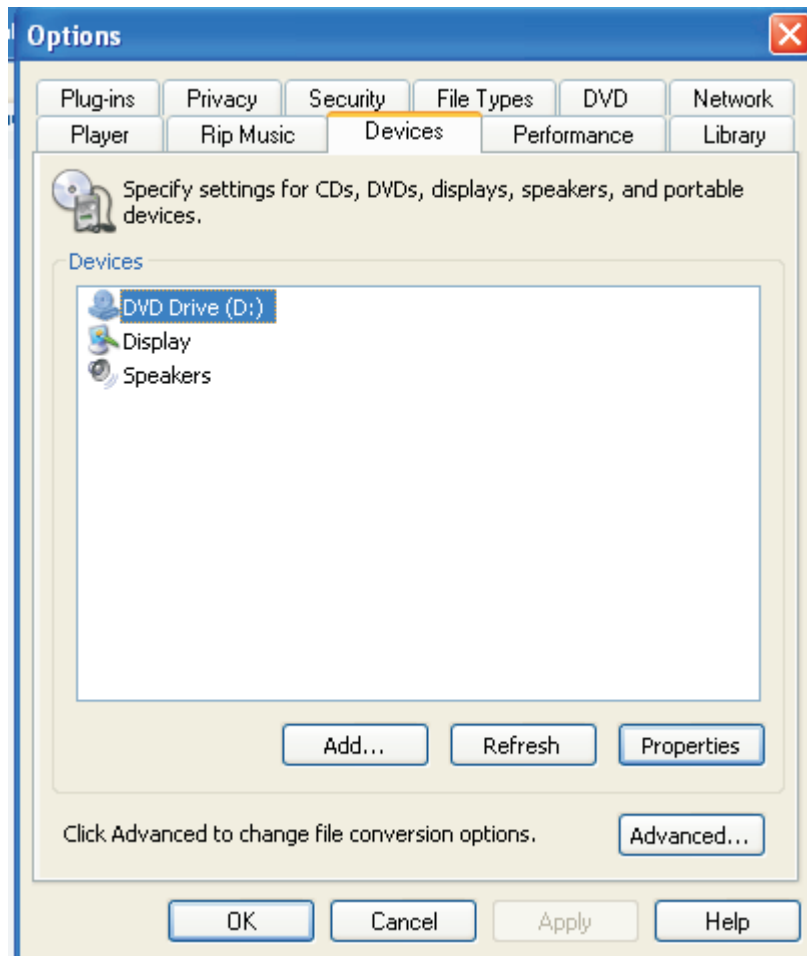 Options
Plug-ins Privacy Security File Types DVD Network
Player Rip Music Devices Performance Library
Specify settings for CDs, DVDs, displays, speakers, and portable
devices.
Devices
DVD Drive (D:)
Display
Speakers
Add... Refresh Properties
Click Advanced to change file conversion options. Advanced...
OK Cancel Apply Help